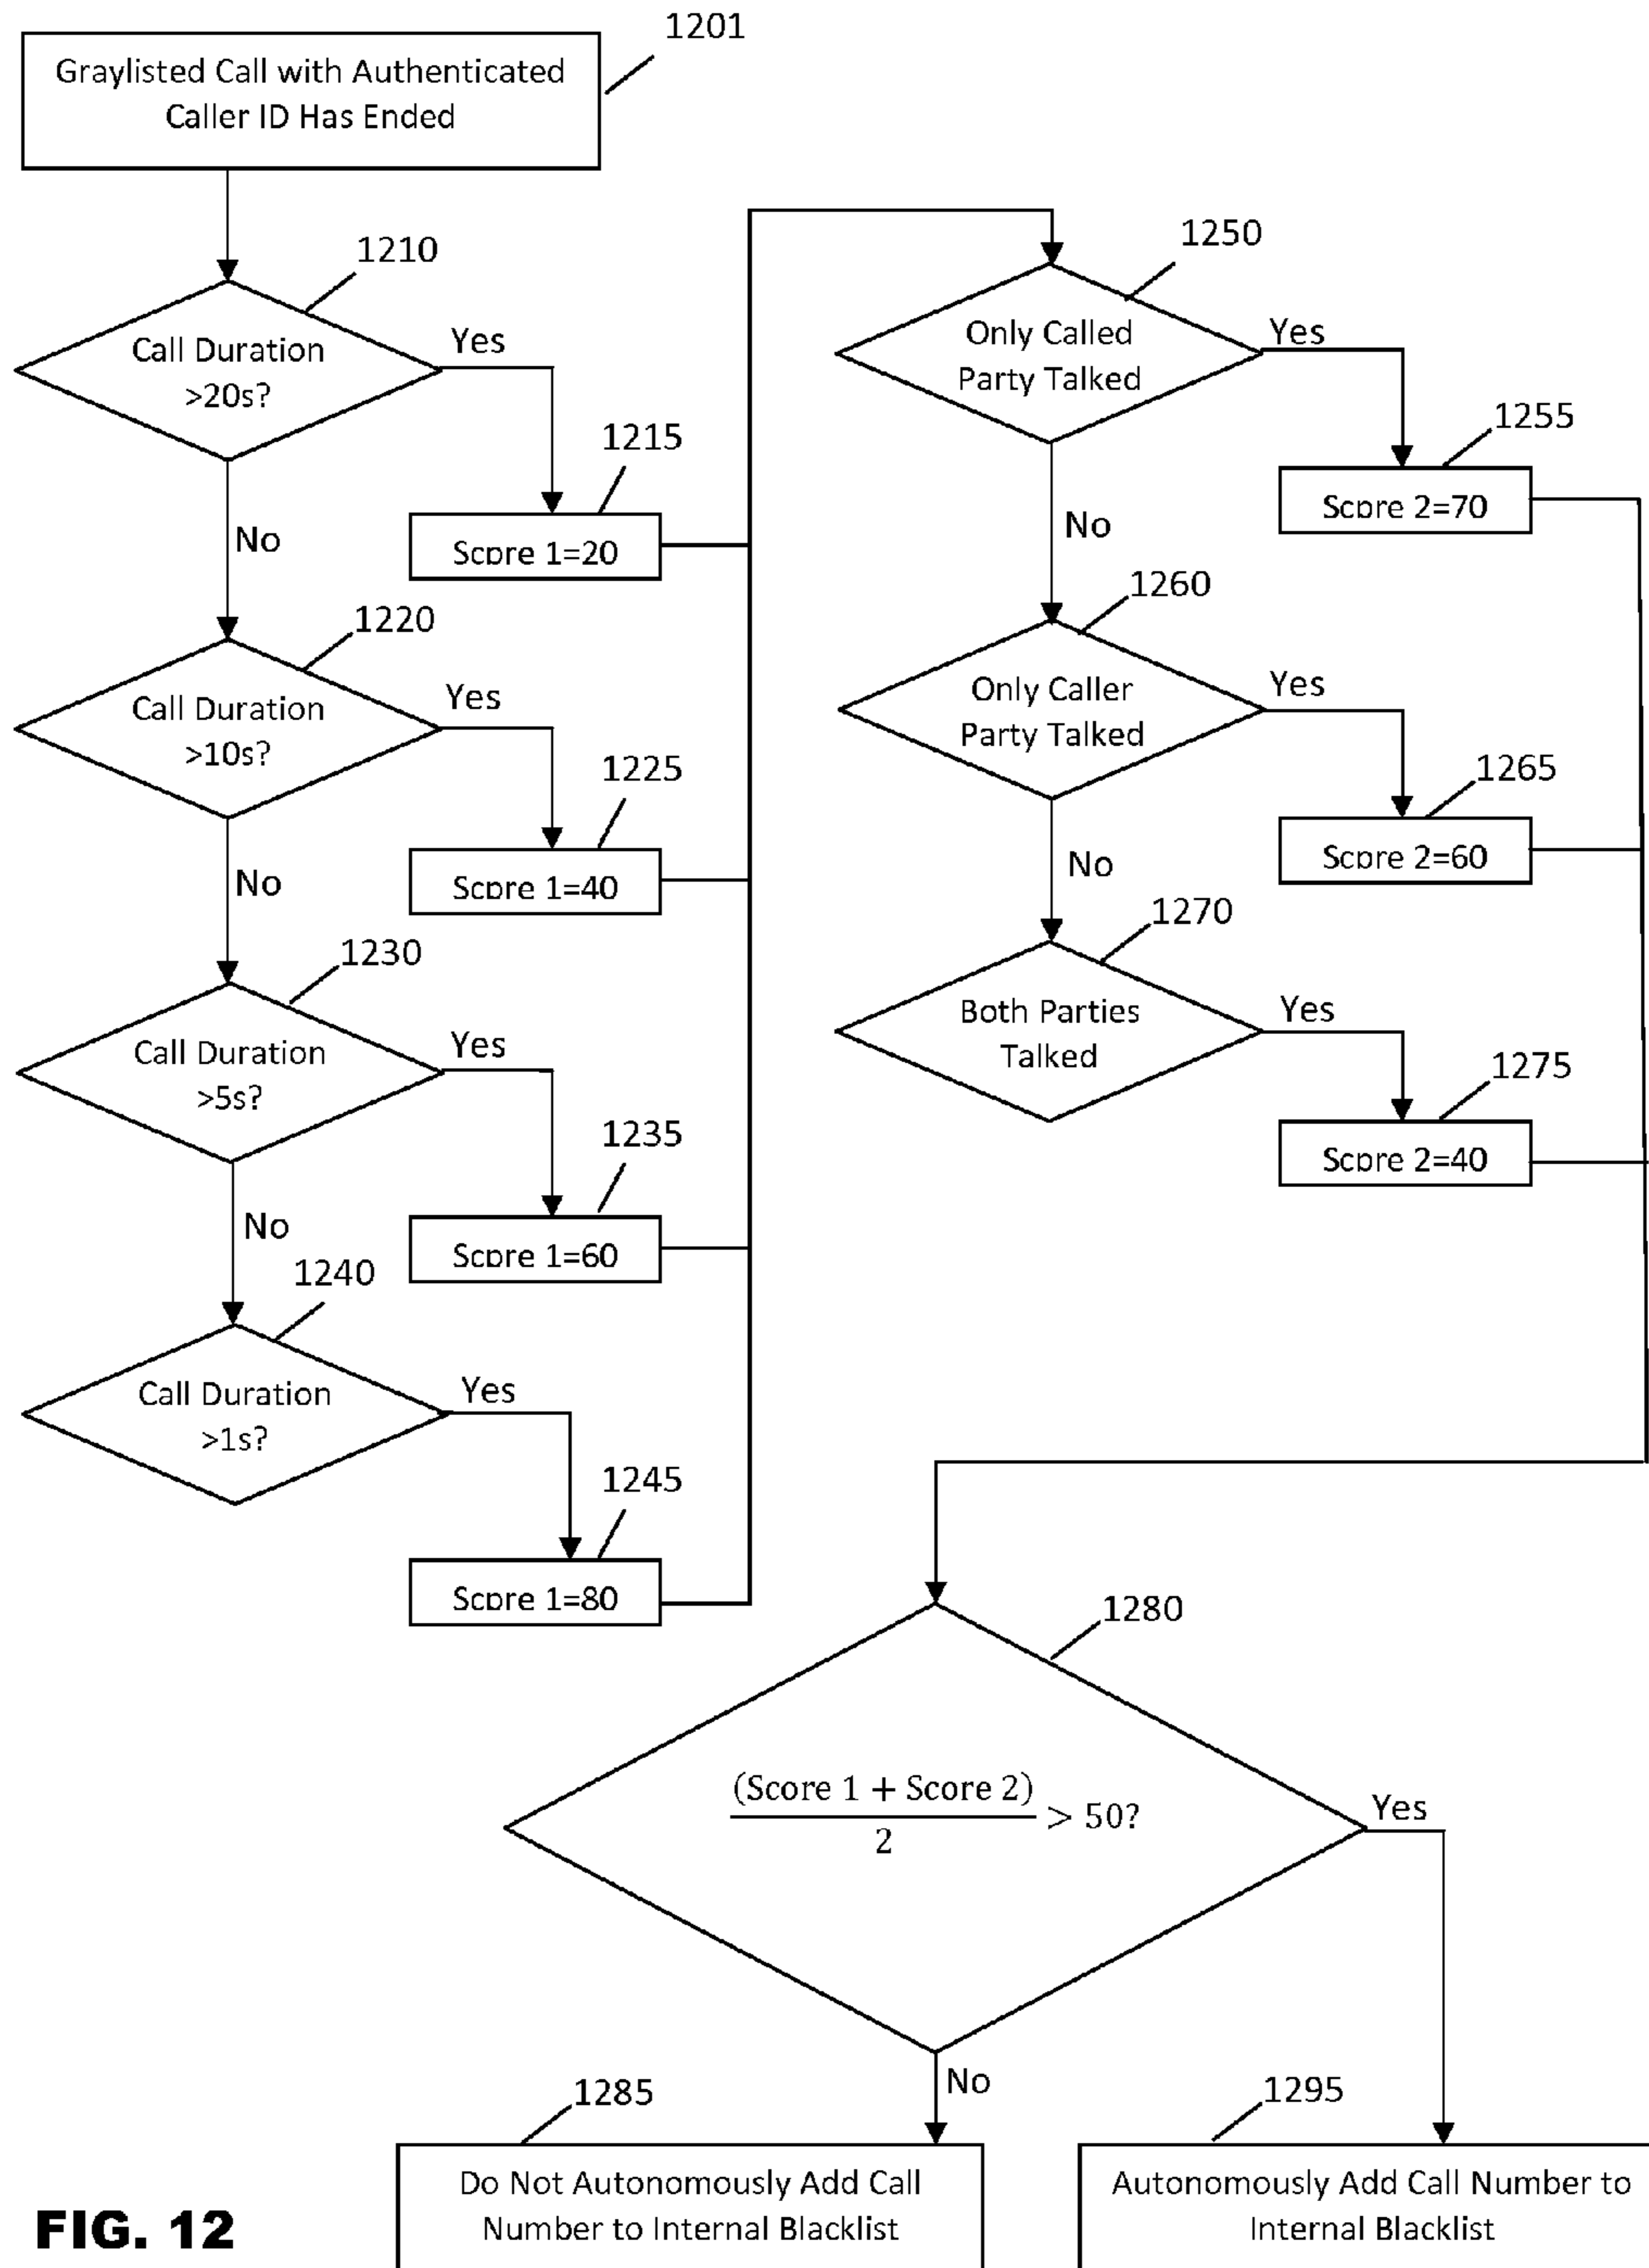 1201
Graylisted Call with Authenticated
Caller ID Has Ended
1210
Call Duration
>20s?
Yes
1215
Score 1=20
No
1220
Call Duration
>10s?
Yes
1225
Score 1=40
No
1230
Call Duration
>5s?
Yes
1235
Score 1=60
No
1240
Call Duration
>1s?
Yes
1245
Score 1=80
1250
Only Called
Party Talked
Yes
1255
Score 2=70
No
1260
Only Caller
Party Talked
Yes
1265
Score 2=60
No
1270
Both Parties
Talked
Yes
1275
Score 2=40
1280
(Score 1 + Score 2)
2
> 50?
Yes
No
1285
Do Not Autonomously Add Call
Number to Internal Blacklist
1295
Autonomously Add Call Number to
Internal Blacklist
FIG. 12